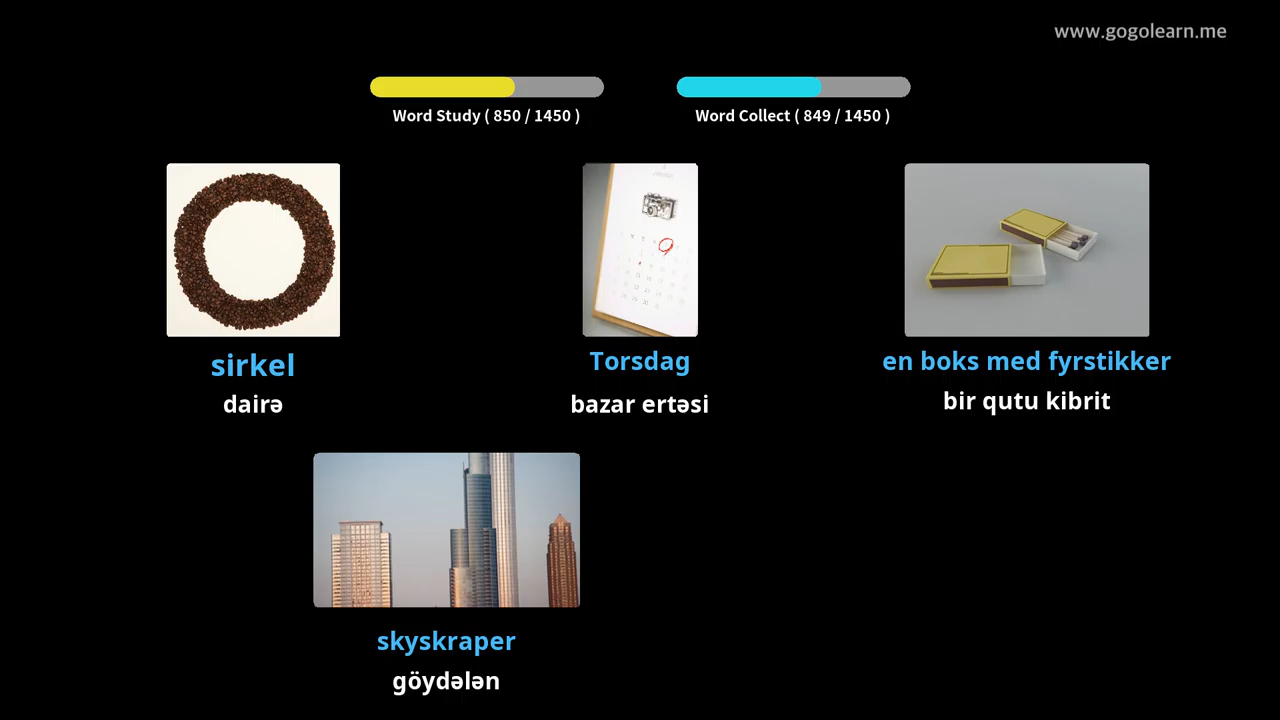 www.gogolearn.me
Word Study ( 850 / 1450 )
Word Collect ( 849 / 1450 )
sirkel
dairə
Torsdag
bazar ertəsi
en boks med fyrstikker
bir qutu kibrit
skyskraper
göydələn